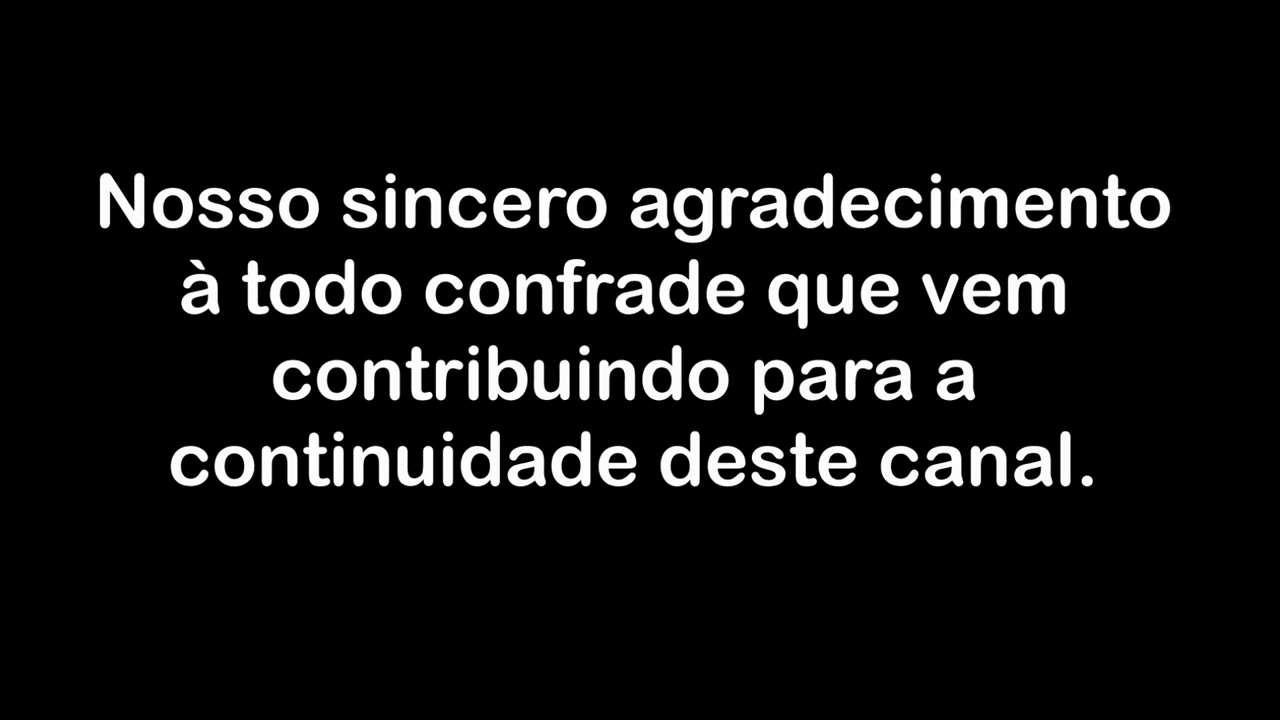 Nosso sincero agradecimento
à todo confrade que vem
contribuindo para a
continuidade deste canal.